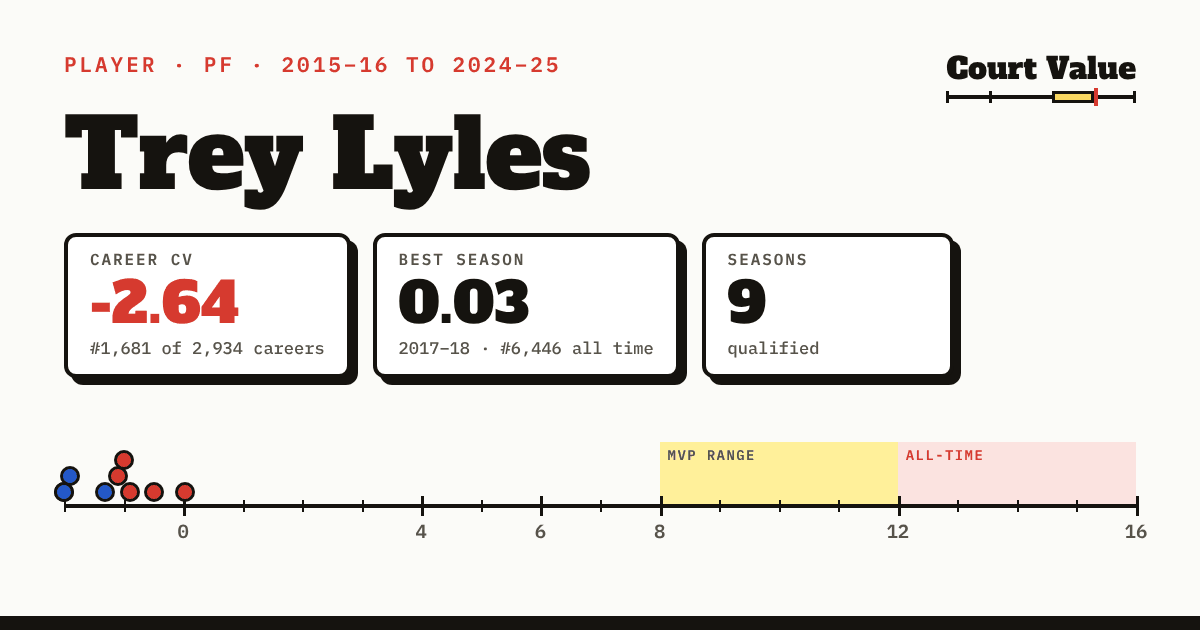 PLAYER · PF · 2015–16 TO 2024–25
Court Value
Trey Lyles
CAREER CV
-2.64
#1,681 of 2,934 careers
BEST SEASON
0.03
2017–18 · #6,446 all time
SEASONS
9
qualified
MVP RANGE
ALL-TIME
0
4
6
8
12
16